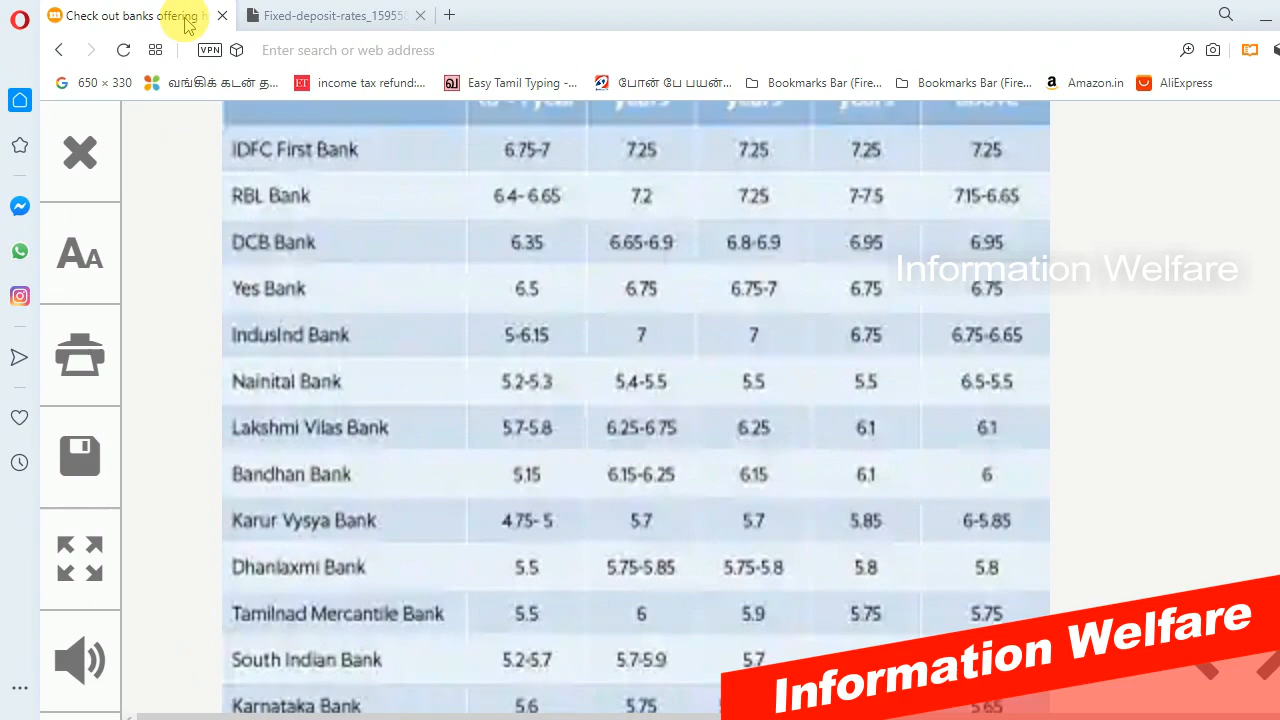 Check out banks offering h
Fixed-deposit-rates_15955
VPN
Enter search or web address
650 × 330
வங்கிக் கடன் த...
ET income tax refund:...
Easy Tamil Typing -...
போன் பே பயன்...
Bookmarks Bar (Fire...
Bookmarks Bar (Fire...
Amazon.in
AliExpress
years years years above
IDFC First Bank 6.75-7 7.25 7.25 7.25 7.25
RBL Bank 6.4-6.65 7.2 7.25 7-7.5 7.15-6.65
DCB Bank 6.35 6.65-6.9 6.8-6.9 6.95 6.95
Information Welfare
Yes Bank 6.5 6.75 6.75-7 6.75 6.75
IndusInd Bank 5-6.15 7 7 6.75 6.75-6.65
Nainital Bank 5.2-5.3 5.4-5.5 5.5 5.5 6.5-5.5
Lakshmi Vilas Bank 5.7-5.8 6.25-6.75 6.25 6.1 6.1
Bandhan Bank 5.15 6.15-6.25 6.15 6.1 6
Karur Vysya Bank 4.75-5 5.7 5.7 5.85 6-5.85
Dhanlaxmi Bank 5.5 5.75-5.85 5.75-5.8 5.8 5.8
Tamilnad Mercantile Bank 5.5 6 5.9 5.75 5.75
South Indian Bank 5.2-5.7 5.7-5.9 5.7
Karnataka Bank 5.6 5.75 5.65
Information Welfare
AA